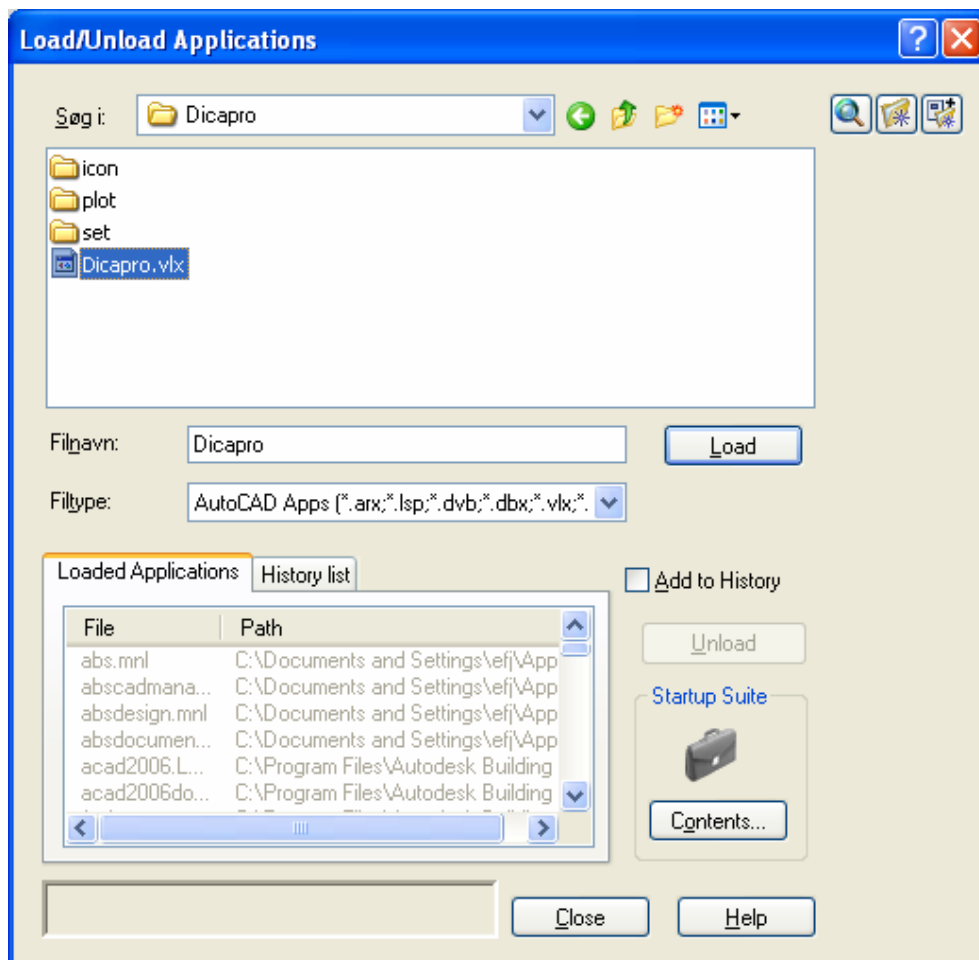 Load/Unload Applications
Søg i: Dicapro
icon
plot
set
Dicapro.vlx
Filnavn: Dicapro Load
Filtype: AutoCAD Apps (*.arx;*.lsp;*.dvb;*.dbx;*.vlx;*.
Loaded Applications History list Add to History
File Path
Unload
abs.mnl C:\Documents and Settings\efj\App
abscadmana... C:\Documents and Settings\efj\App
absdesign.mnl C:\Documents and Settings\efj\App
Startup Suite
absdocumen... C:\Documents and Settings\efj\App
acad2006.L... C:\Program Files\Autodesk Building
acad2006do... C:\Program Files\Autodesk Building
Contents...
Close Help